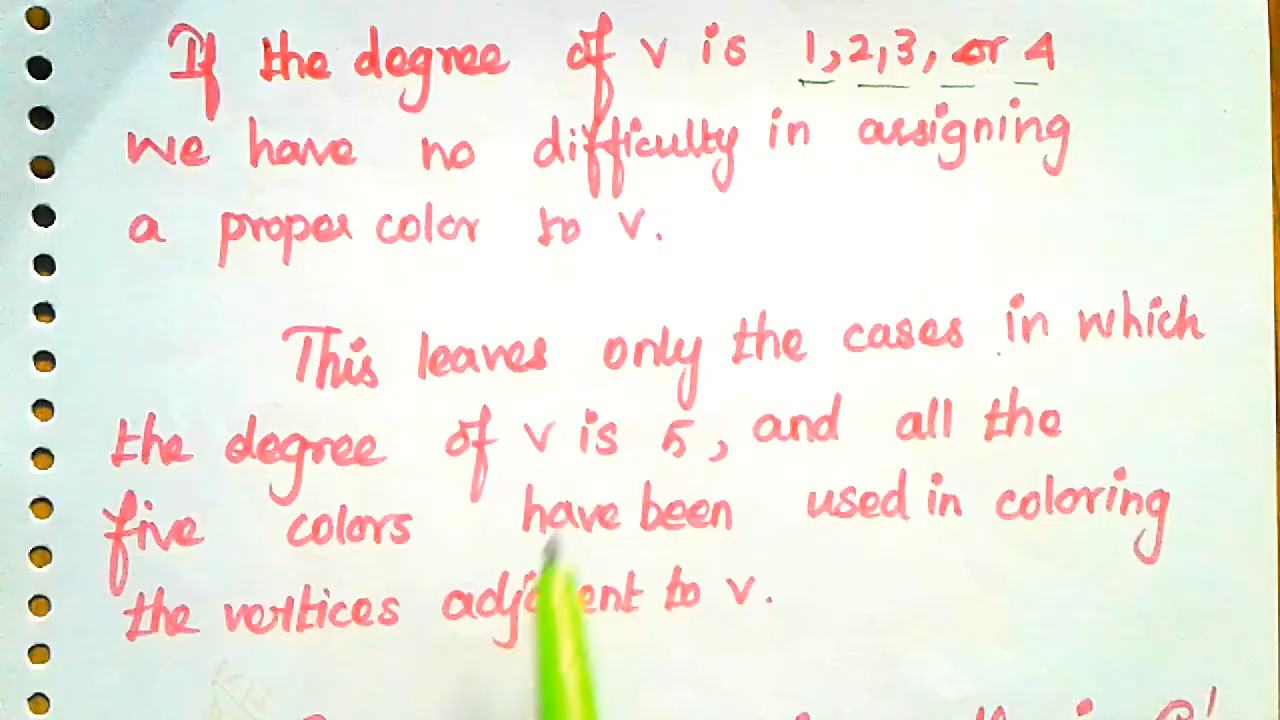 If the degree of v is 1, 2, 3, or 4
we have no difficulty in assigning
a proper color to v.
This leaves only the cases in which
the degree of v is 5, and all the
five colors have been used in coloring
the vertices adjacent to v.